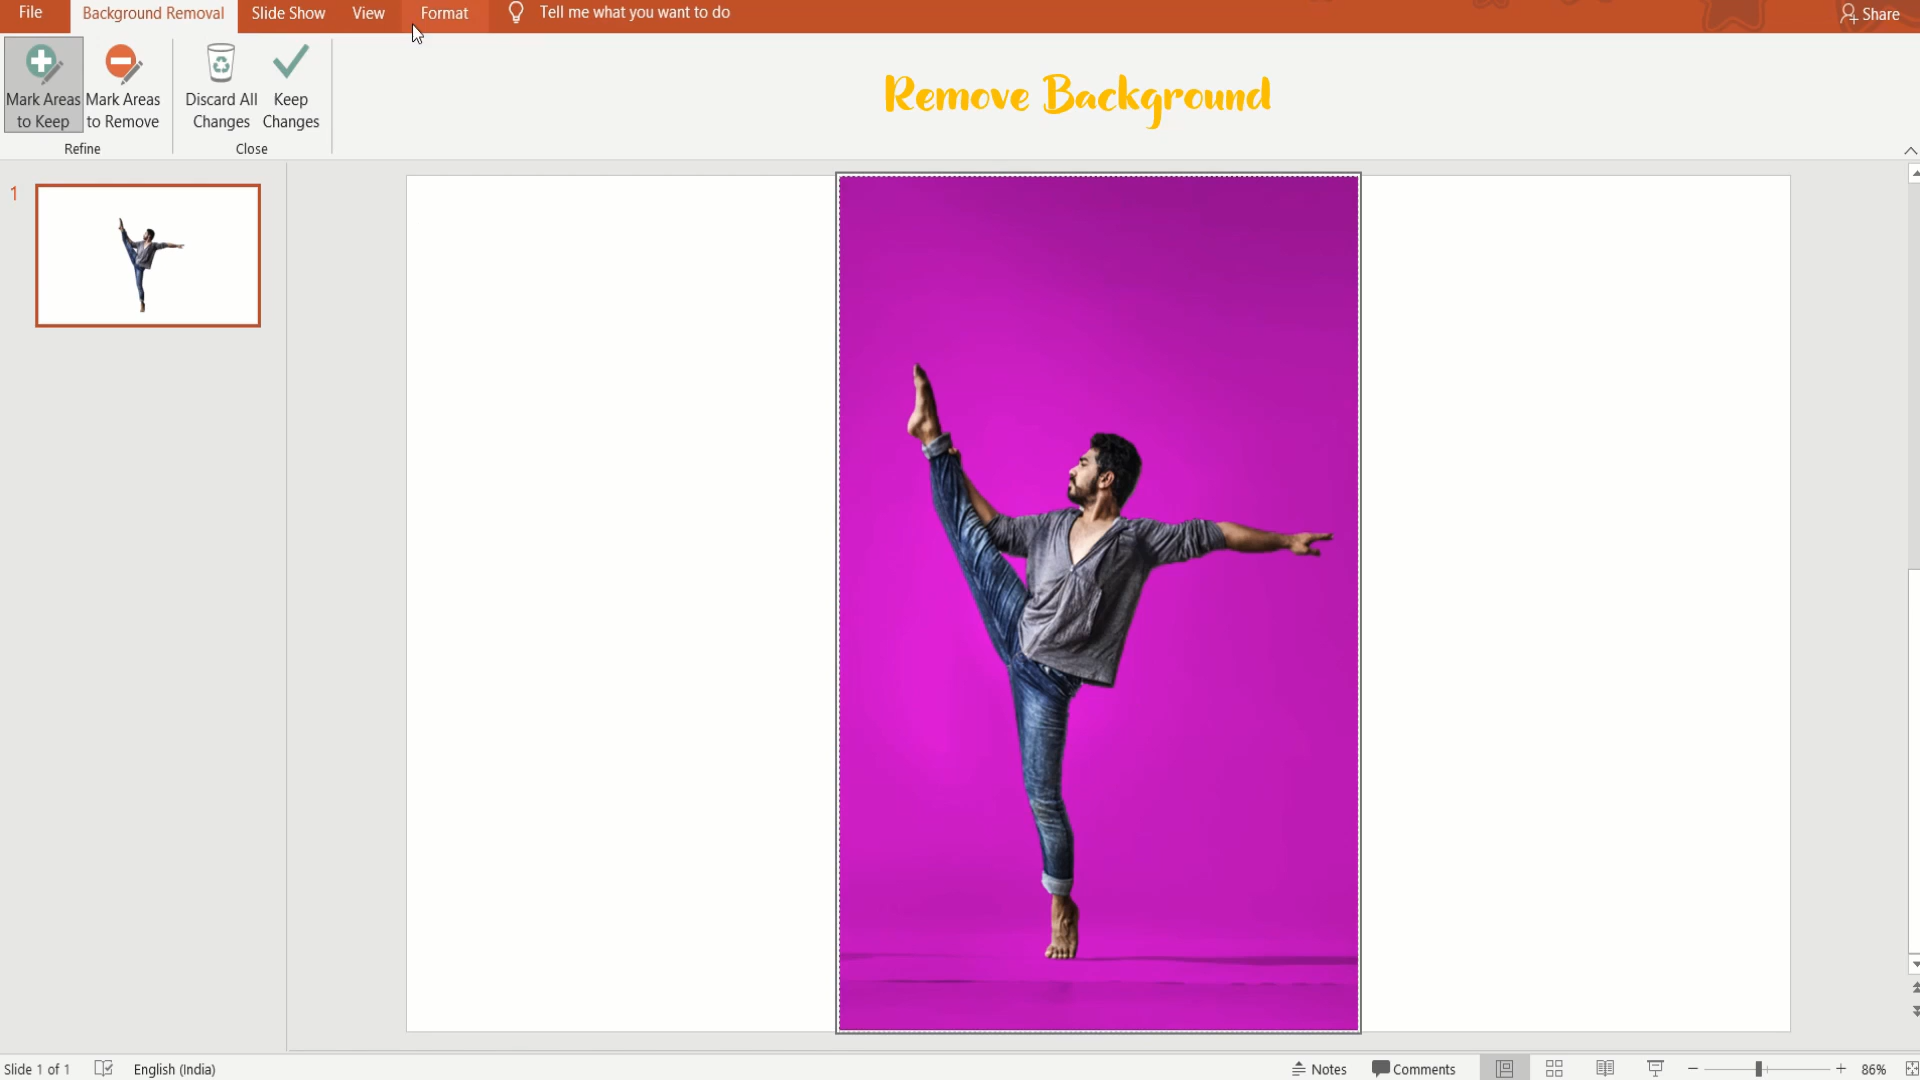 File Background Removal Slide Show View Format Tell me what you want to do Share
Mark Areas to Keep
Mark Areas to Remove
Discard All Changes
Keep Changes
Refine
Close
Remove Background
1
Slide 1 of 1 English (India) Notes Comments 86%